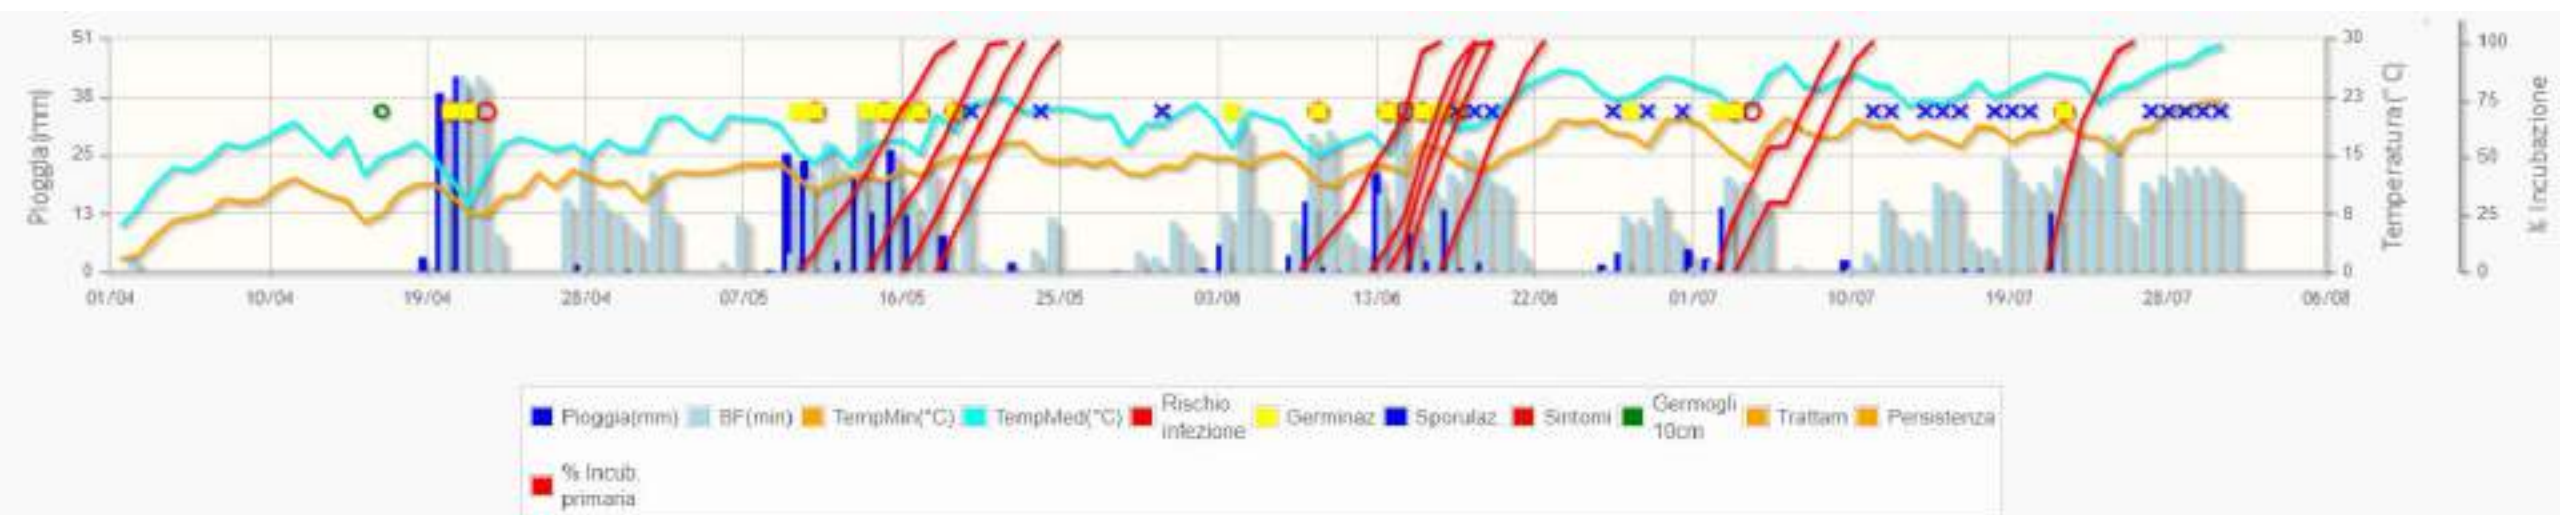 51
38
25
13
0
Pioggia(mm)
30
23
15
8
0
Temperatura(°C)
100
75
50
25
0
% Incubazione
01/04 10/04 19/04 28/04 07/05 16/05 25/05 03/06 13/06 22/06 01/07 10/07 19/07 28/07 06/08
Pioggia(mm) BF(min) TempMin(°C) TempMed(°C) Rischio infezione Germinaz Sporulaz Sintomi Germogli 10cm Trattam Persistenza
% Incub.
primaria